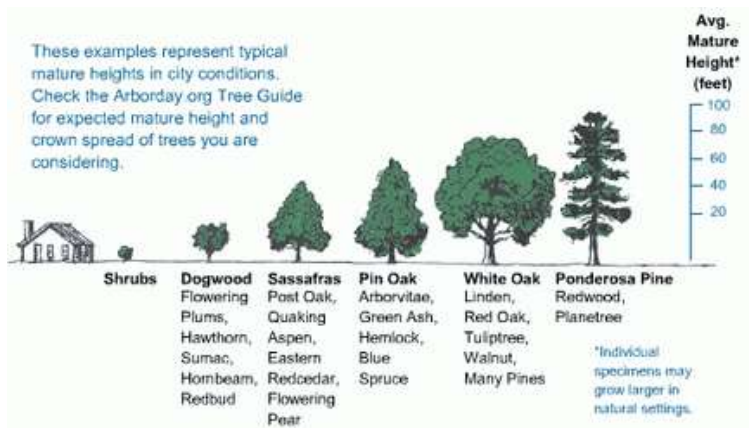 These examples represent typical
mature heights in city conditions.
Check the Arborday org Tree Guide
for expected mature height and
crown spread of trees you are
considering.
Avg.
Mature
Height*
(feet)
100
80
60
40
20
Shrubs
Dogwood
Flowering
Plums,
Hawthorn,
Sumac,
Hornbeam,
Redbud
Sassafras
Post Oak,
Quaking
Aspen,
Eastern
Redcedar,
Flowering
Pear
Pin Oak
Arborvitae,
Green Ash,
Hemlock,
Blue
Spruce
White Oak
Linden,
Red Oak,
Tuliptree,
Walnut,
Many Pines
Ponderosa Pine
Redwood,
Planetree
*Individual
specimens may
grow larger in
natural settings.